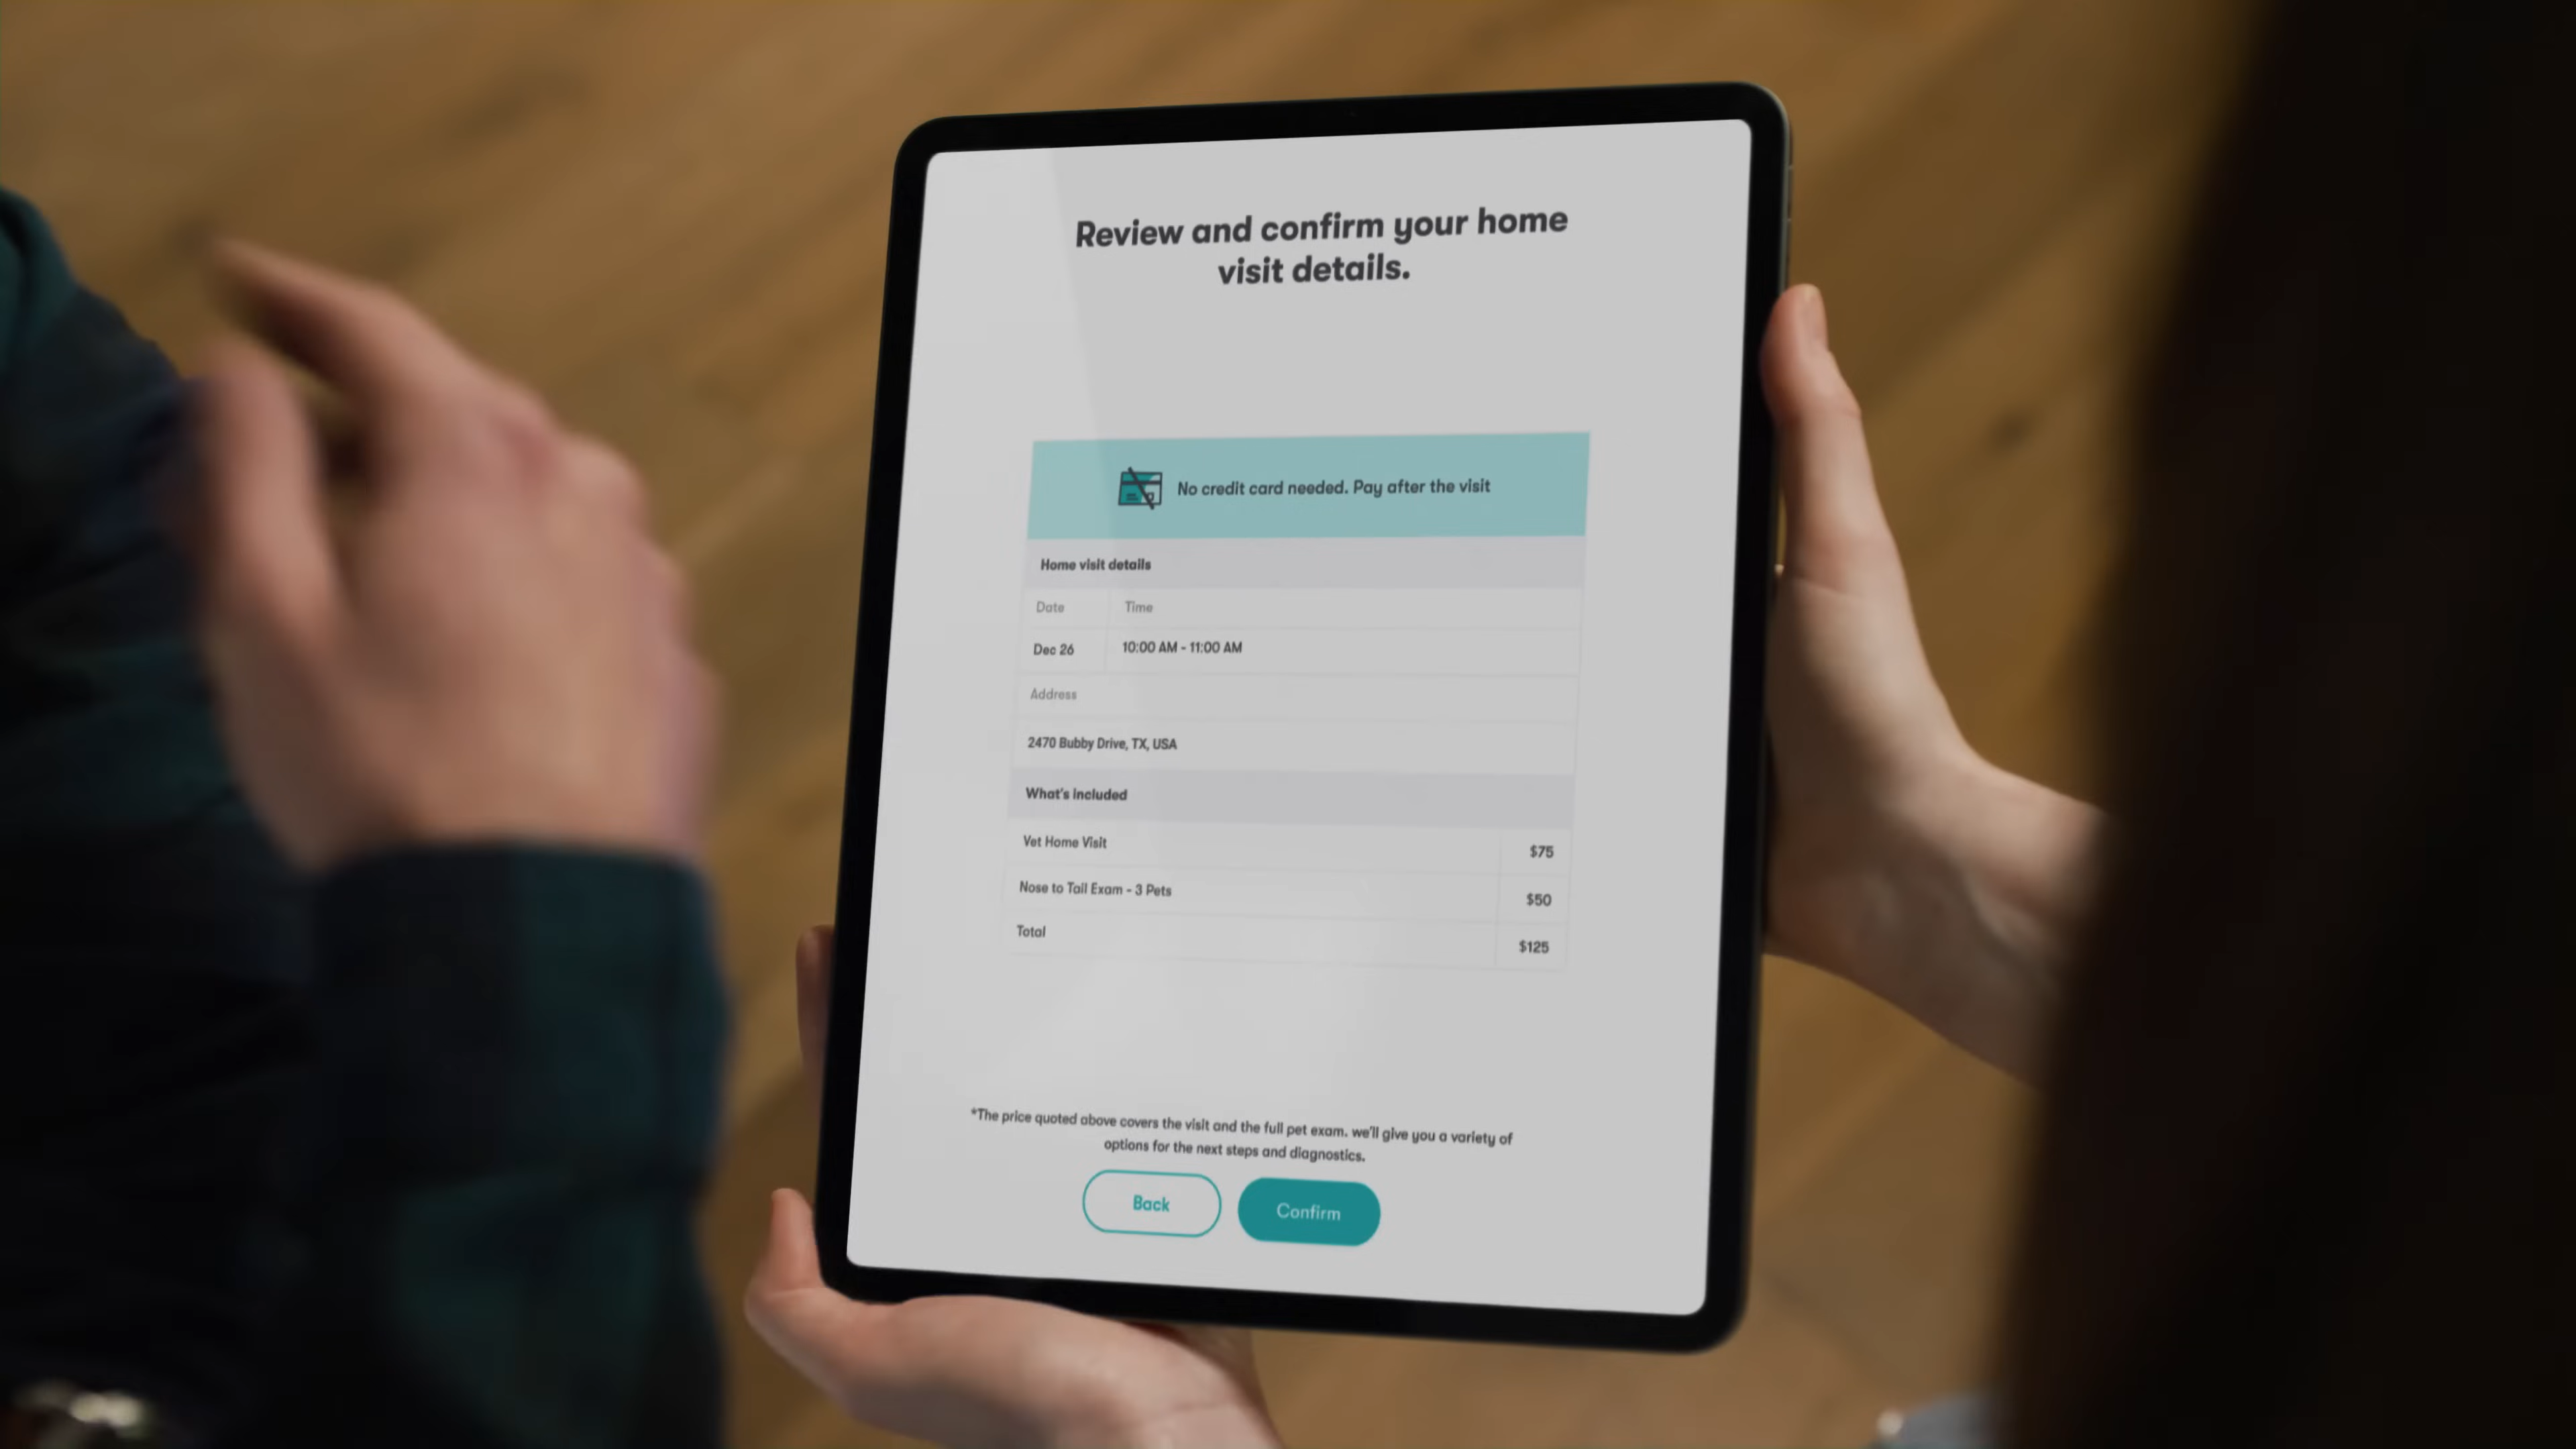 Review and confirm your home
visit details.
No credit card needed. Pay after the visit
Home visit details
Date Time
Dec 26 10:00 AM - 11:00 AM
Address
2470 Bubby Drive, TX, USA
What's included
Vet Home Visit $75
Nose to Tail Exam - 3 Pets $50
Total $125
*The price quoted above covers the visit and the full pet exam. we'll give you a variety of
options for the next steps and diagnostics.
Back Confirm